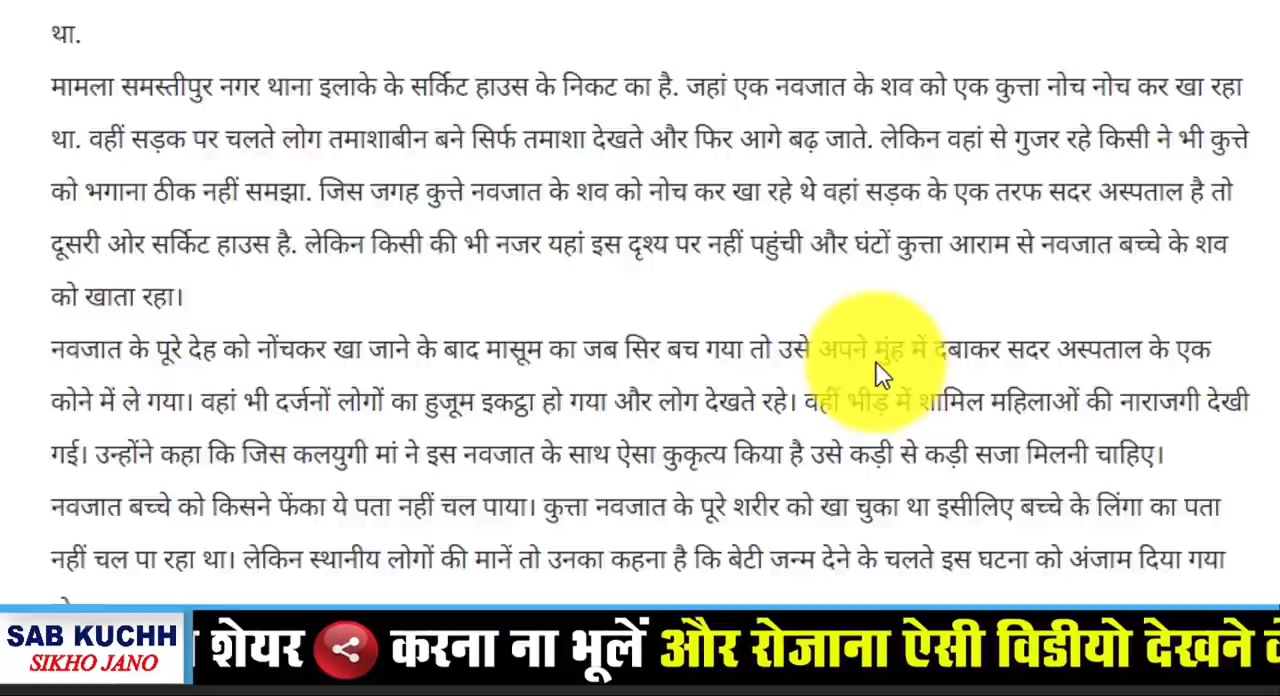 था.
मामला समस्तीपुर नगर थाना इलाके के सर्किट हाउस के निकट का है. जहां एक नवजात के शव को एक कुत्ता नोच नोच कर खा रहा
था. वहीं सड़क पर चलते लोग तमाशाबीन बने सिर्फ तमाशा देखते और फिर आगे बढ़ जाते. लेकिन वहां से गुजर रहे किसी ने भी कुत्ते
को भगाना ठीक नहीं समझा. जिस जगह कुत्ते नवजात के शव को नोच कर खा रहे थे वहां सड़क के एक तरफ सदर अस्पताल है तो
दूसरी ओर सर्किट हाउस है. लेकिन किसी की भी नजर यहां इस दृश्य पर नहीं पहुंची और घंटों कुत्ता आराम से नवजात बच्चे के शव
को खाता रहा।
नवजात के पूरे देह को नोंचकर खा जाने के बाद मासूम का जब सिर बच गया तो उसे अपने मुंह में दबाकर सदर अस्पताल के एक
कोने में ले गया। वहां भी दर्जनों लोगों का हुजूम इकट्ठा हो गया और लोग देखते रहे। वहीं भीड़ में शामिल महिलाओं की नाराजगी देखी
गई। उन्होंने कहा कि जिस कलयुगी मां ने इस नवजात के साथ ऐसा कुकृत्य किया है उसे कड़ी से कड़ी सजा मिलनी चाहिए।
नवजात बच्चे को किसने फेंका ये पता नहीं चल पाया। कुत्ता नवजात के पूरे शरीर को खा चुका था इसीलिए बच्चे के लिंगा का पता
नहीं चल पा रहा था। लेकिन स्थानीय लोगों की मानें तो उनका कहना है कि बेटी जन्म देने के चलते इस घटना को अंजाम दिया गया
SAB KUCHH
SIKHO JANO
शेयर करना ना भूलें और रोजाना ऐसी विडीयो देखने